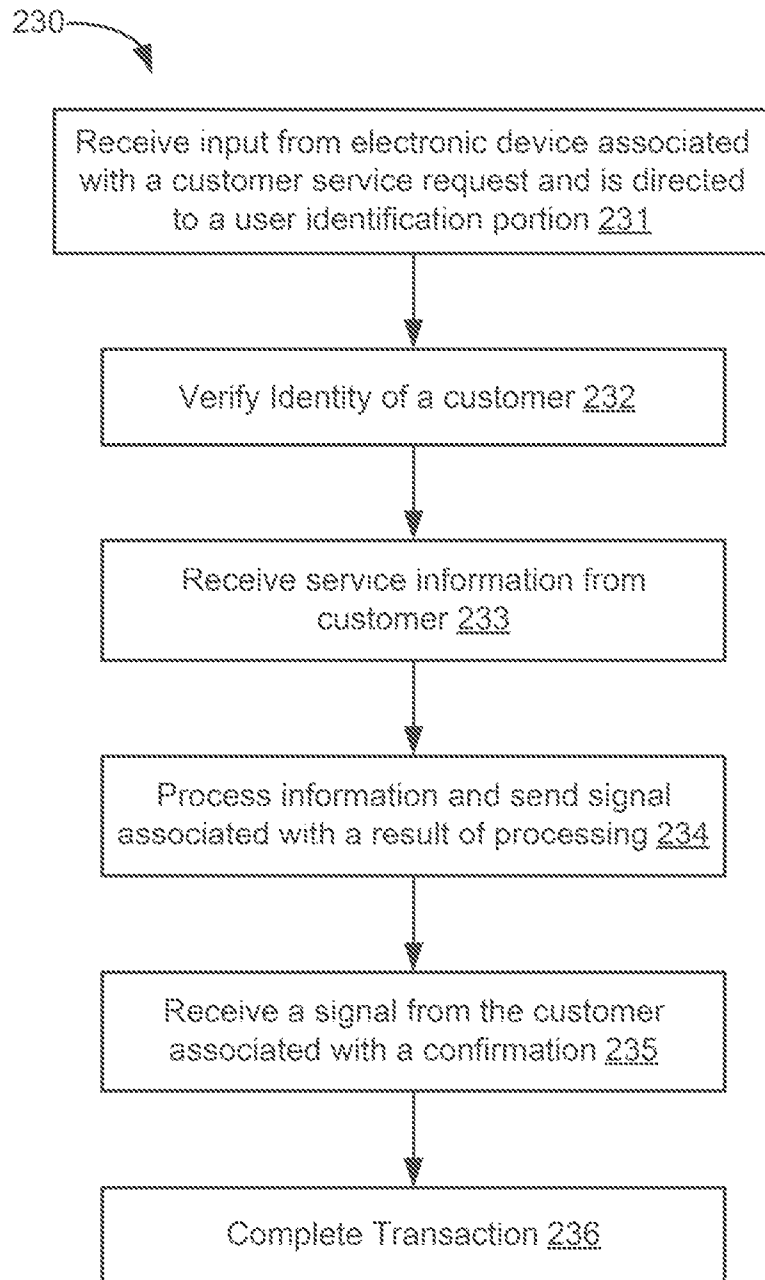 230
Receive input from electronic device associated
with a customer service request and is directed
to a user identification portion 231
Verify Identity of a customer 232
Receive service information from
customer 233
Process information and send signal
associated with a result of processing 234
Receive a signal from the customer
associated with a confirmation 235
Complete Transaction 236